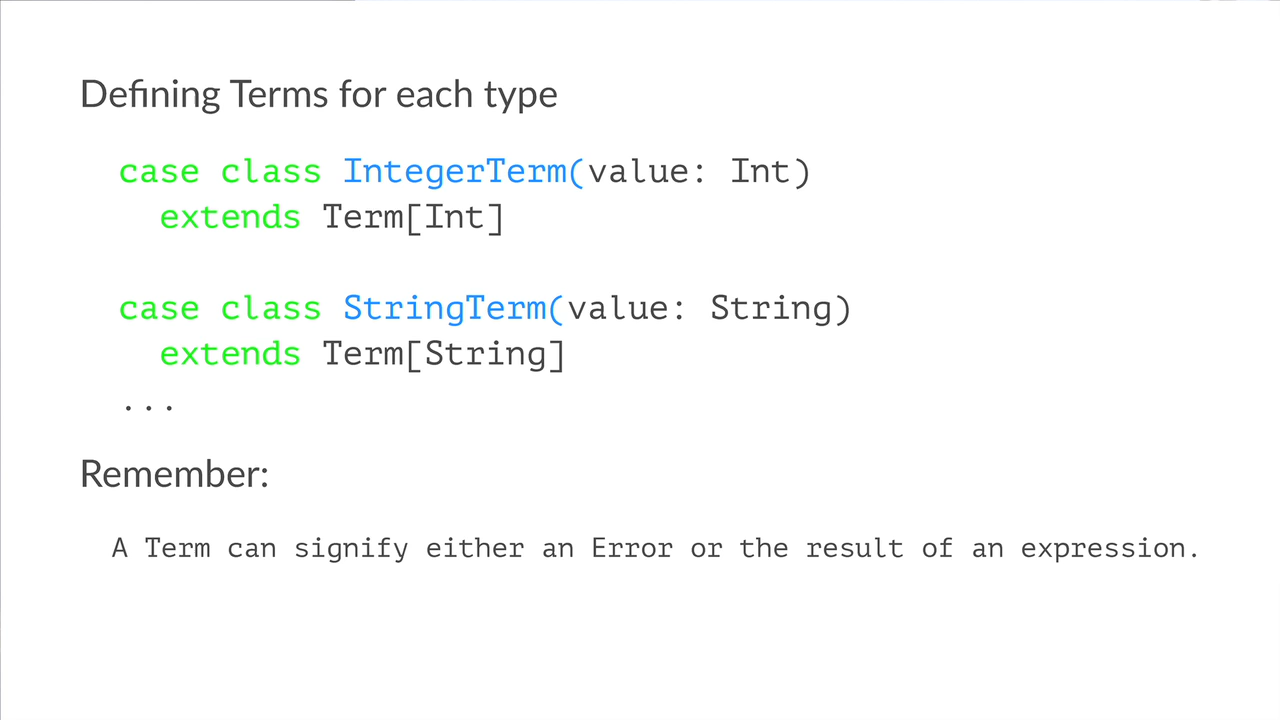 Defining Terms for each type
case class IntegerTerm(value: Int)
extends Term[Int]
case class StringTerm(value: String)
extends Term[String]
...
Remember:
A Term can signify either an Error or the result of an expression.